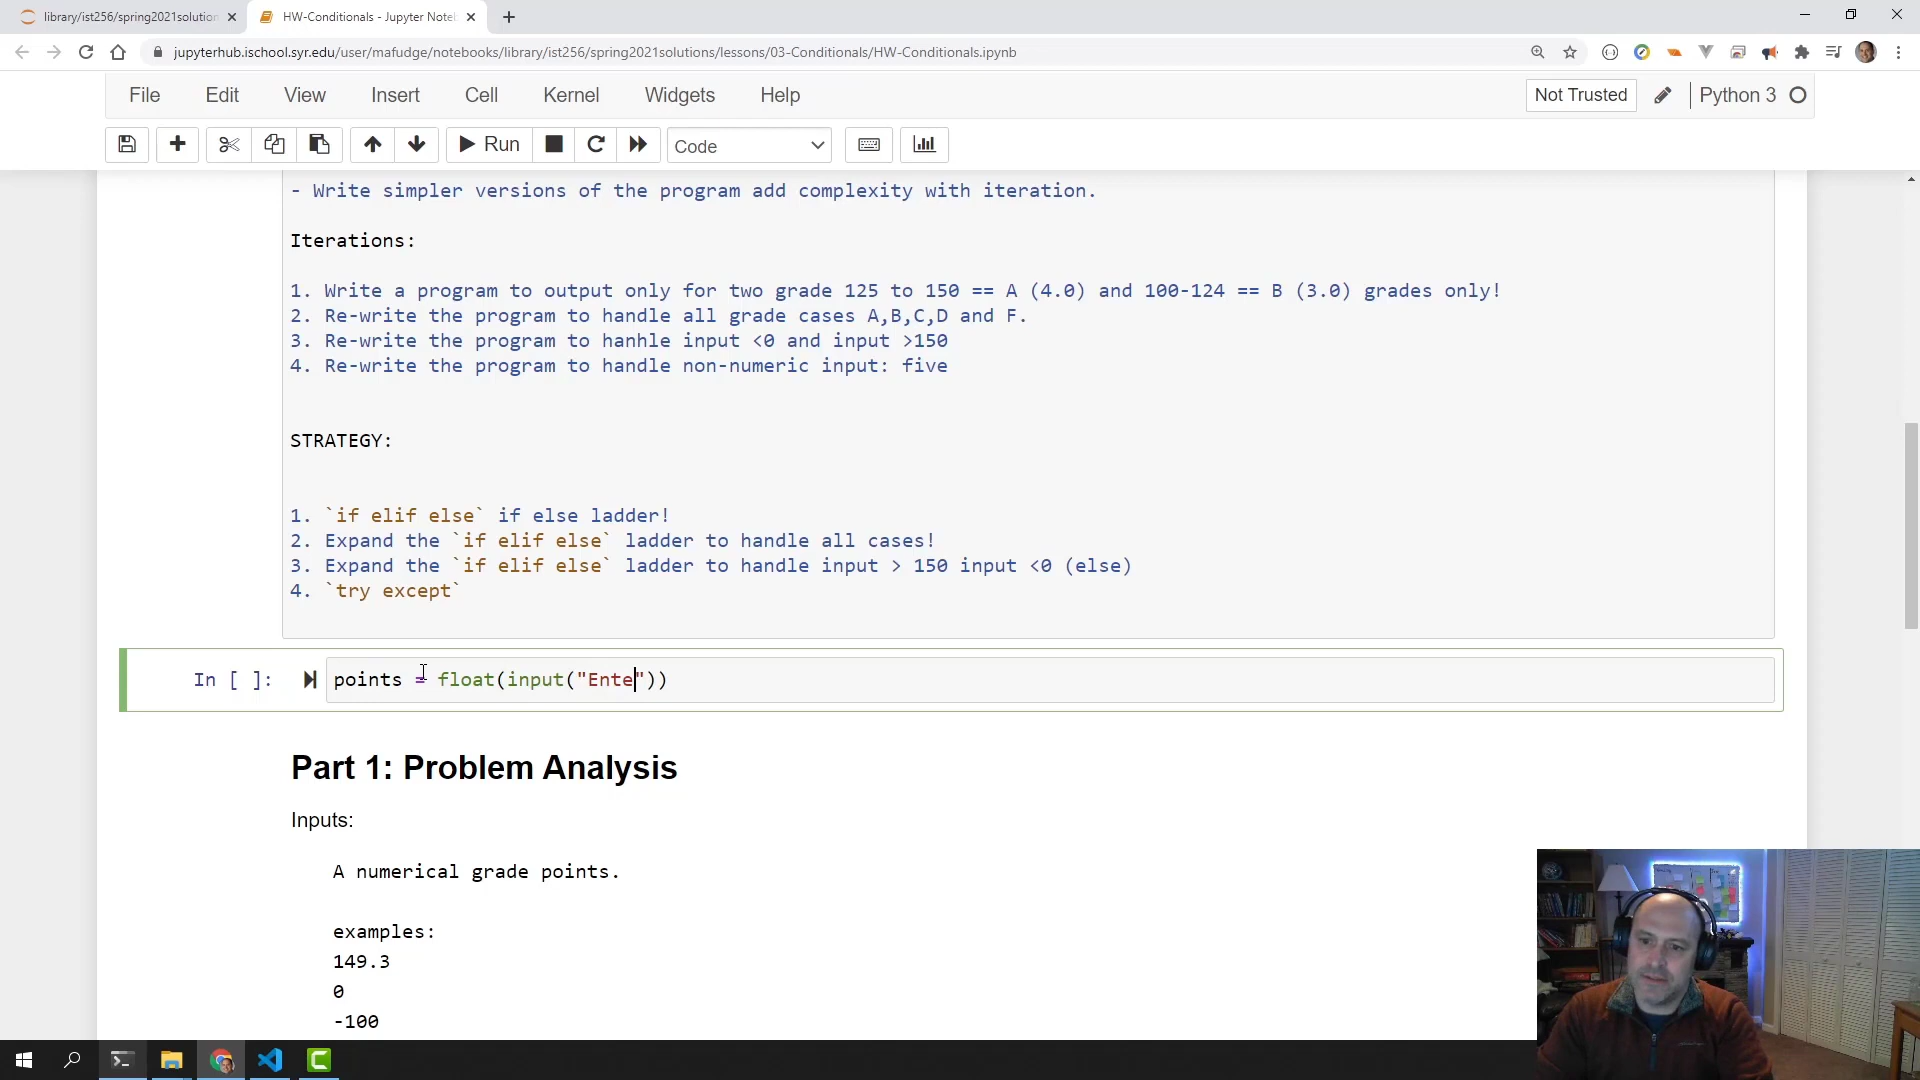 library/ist256/spring2021solution
HW-Conditionals - Jupyter Noteb
jupyterhub.ischool.syr.edu/user/mafudge/notebooks/library/ist256/spring2021solutions/lessons/03-Conditionals/HW-Conditionals.ipynb
File Edit View Insert Cell Kernel Widgets Help Not Trusted Python 3
Run Code
- Write simpler versions of the program add complexity with iteration.
Iterations:
1. Write a program to output only for two grade 125 to 150 == A (4.0) and 100-124 == B (3.0) grades only!
2. Re-write the program to handle all grade cases A,B,C,D and F.
3. Re-write the program to hanhle input <0 and input >150
4. Re-write the program to handle non-numeric input: five
STRATEGY:
1. `if elif else` if else ladder!
2. Expand the `if elif else` ladder to handle all cases!
3. Expand the `if elif else` ladder to handle input > 150 input <0 (else)
4. `try except`
In [ ]: points = float(input("Ente"))
Part 1: Problem Analysis
Inputs:
A numerical grade points.
examples:
149.3
0
-100